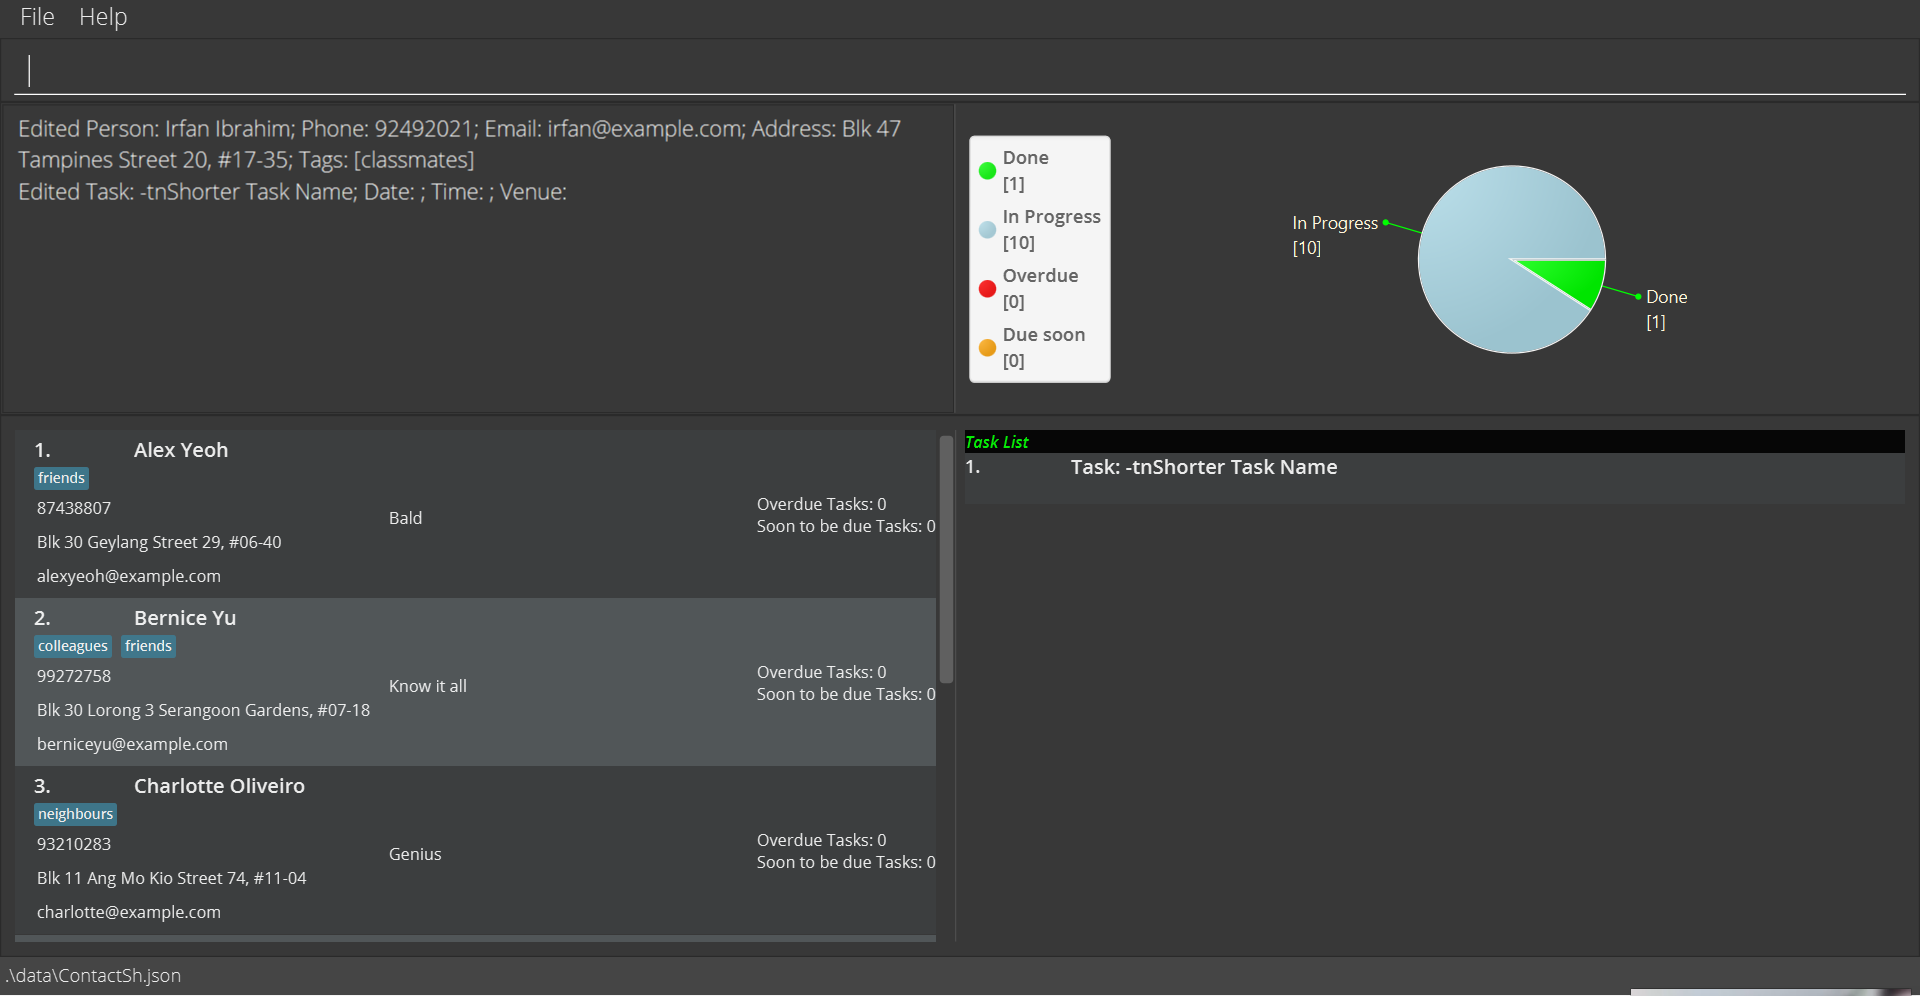 File Help
Edited Person: Irfan Ibrahim; Phone: 92492021; Email: irfan@example.com; Address: Blk 47
Tampines Street 20, #17-35; Tags: [classmates]
Edited Task: -tnShorter Task Name; Date: ; Time: ; Venue:
Done
[1]
In Progress
[10]
Overdue
[0]
Due soon
[0]
In Progress
[10]
Done
[1]
1. Alex Yeoh
friends
87438807
Blk 30 Geylang Street 29, #06-40
alexyeoh@example.com
Bald
Overdue Tasks: 0
Soon to be due Tasks: 0
2. Bernice Yu
colleagues friends
99272758
Blk 30 Lorong 3 Serangoon Gardens, #07-18
berniceyu@example.com
Know it all
Overdue Tasks: 0
Soon to be due Tasks: 0
3. Charlotte Oliveiro
neighbours
93210283
Blk 11 Ang Mo Kio Street 74, #11-04
charlotte@example.com
Genius
Overdue Tasks: 0
Soon to be due Tasks: 0
Task List
1. Task: -tnShorter Task Name
.\data\ContactSh.json